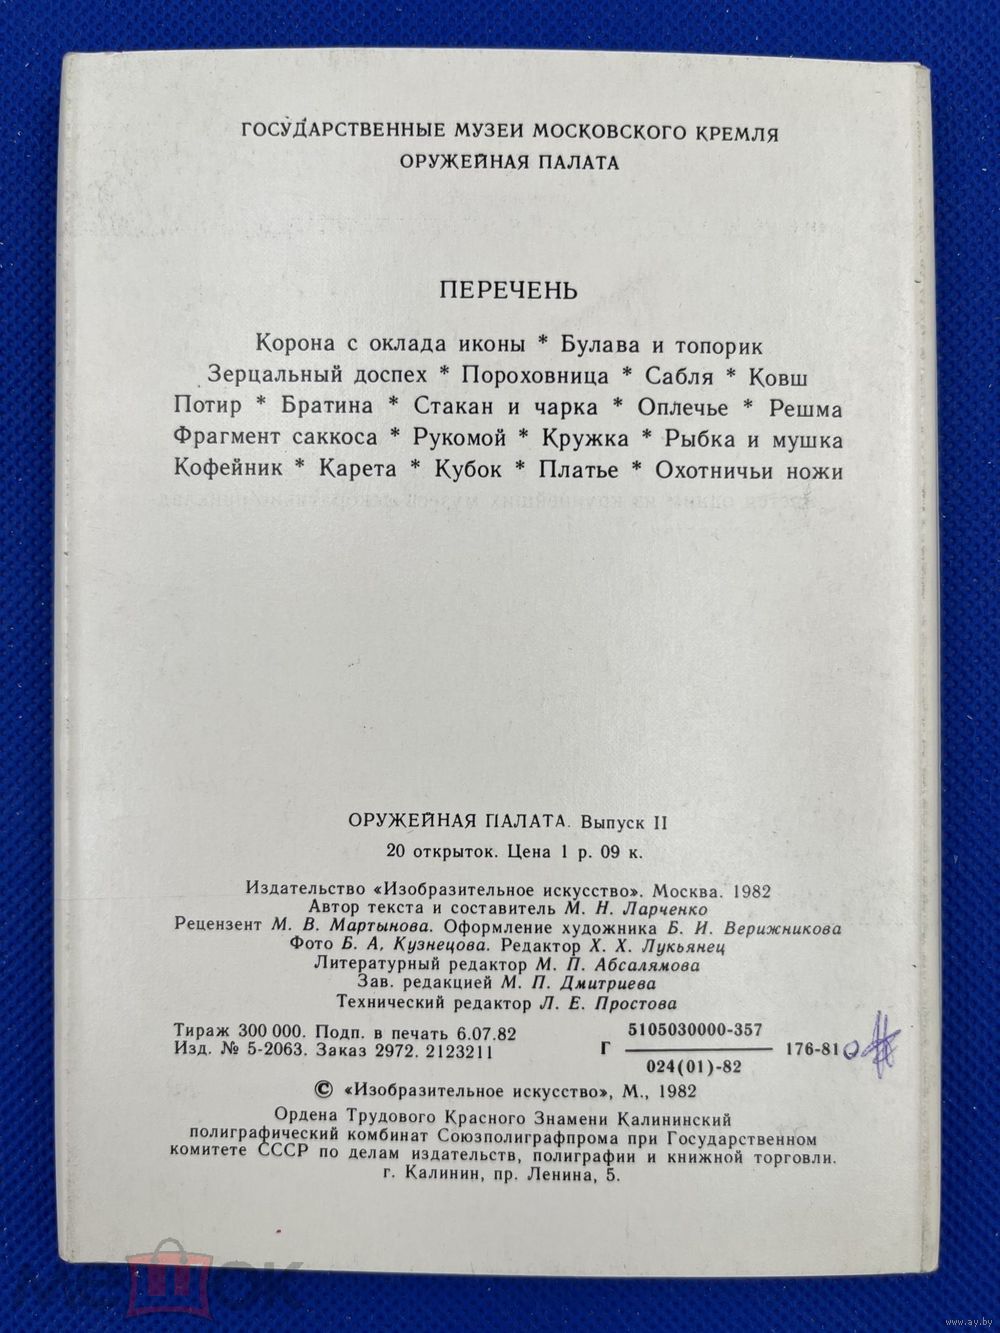 ГОСУДАРСТВЕННЫЕ МУЗЕИ МОСКОВСКОГО КРЕМЛЯ
ОРУЖЕЙНАЯ ПАЛАТА
ПЕРЕЧЕНЬ
Корона с оклада иконы * Булава и топорик
Зерцальный доспех * Пороховница * Сабля * Ковш
Потир * Братина * Стакан и чарка * Оплечье * Решма
Фрагмент саккоса * Рукомой * Кружка * Рыбка и мушка
Кофейник * Карета * Кубок * Платье * Охотничьи ножи
ОРУЖЕЙНАЯ ПАЛАТА. Выпуск II
20 открыток. Цена 1 р. 09 к.
Издательство «Изобразительное искусство». Москва. 1982
Автор текста и составитель М. Н. Ларченко
Рецензент М. В. Мартынова. Оформление художника Б. И. Верижникова
Фото Б. А. Кузнецова. Редактор Х. Х. Лукьянец
Литературный редактор М. П. Абсалямова
Зав. редакцией М. П. Дмитриева
Технический редактор Л. Е. Простова
Тираж 300 000. Подп. в печать 6.07.82
Изд. № 5-2063. Заказ 2972. 2123211
Г 5105030000-357
024(01)-82
176-81
© «Изобразительное искусство», М., 1982
Ордена Трудового Красного Знамени Калининский
полиграфический комбинат Союзполиграфпрома при Государственном
комитете СССР по делам издательств, полиграфии и книжной торговли.
г. Калинин, пр. Ленина, 5.
мешок
www.ay.by